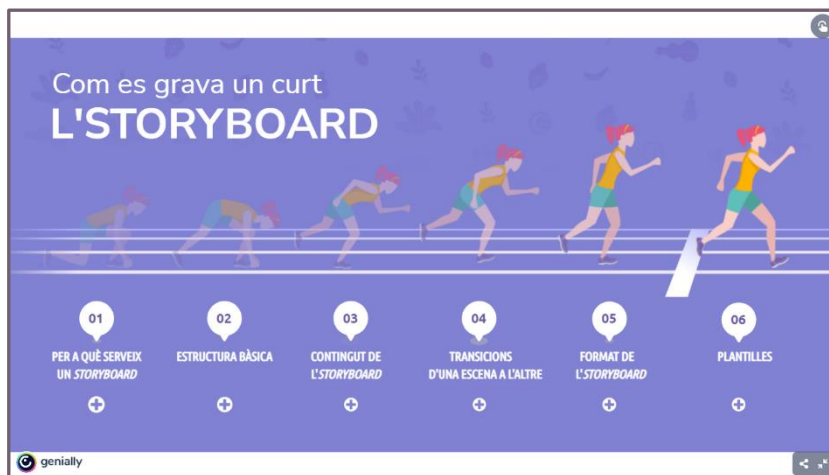 Com es grava un curt
L'STORYBOARD
01
02
03
04
05
06
PER A QUÈ SERVEIX
UN STORYBOARD
ESTRUCTURA BÀSICA
CONTINGUT DE
L'STORYBOARD
TRANSICIONS
D'UNA ESCENA A L'ALTRE
FORMAT DE
L'STORYBOARD
PLANTILLES
genially